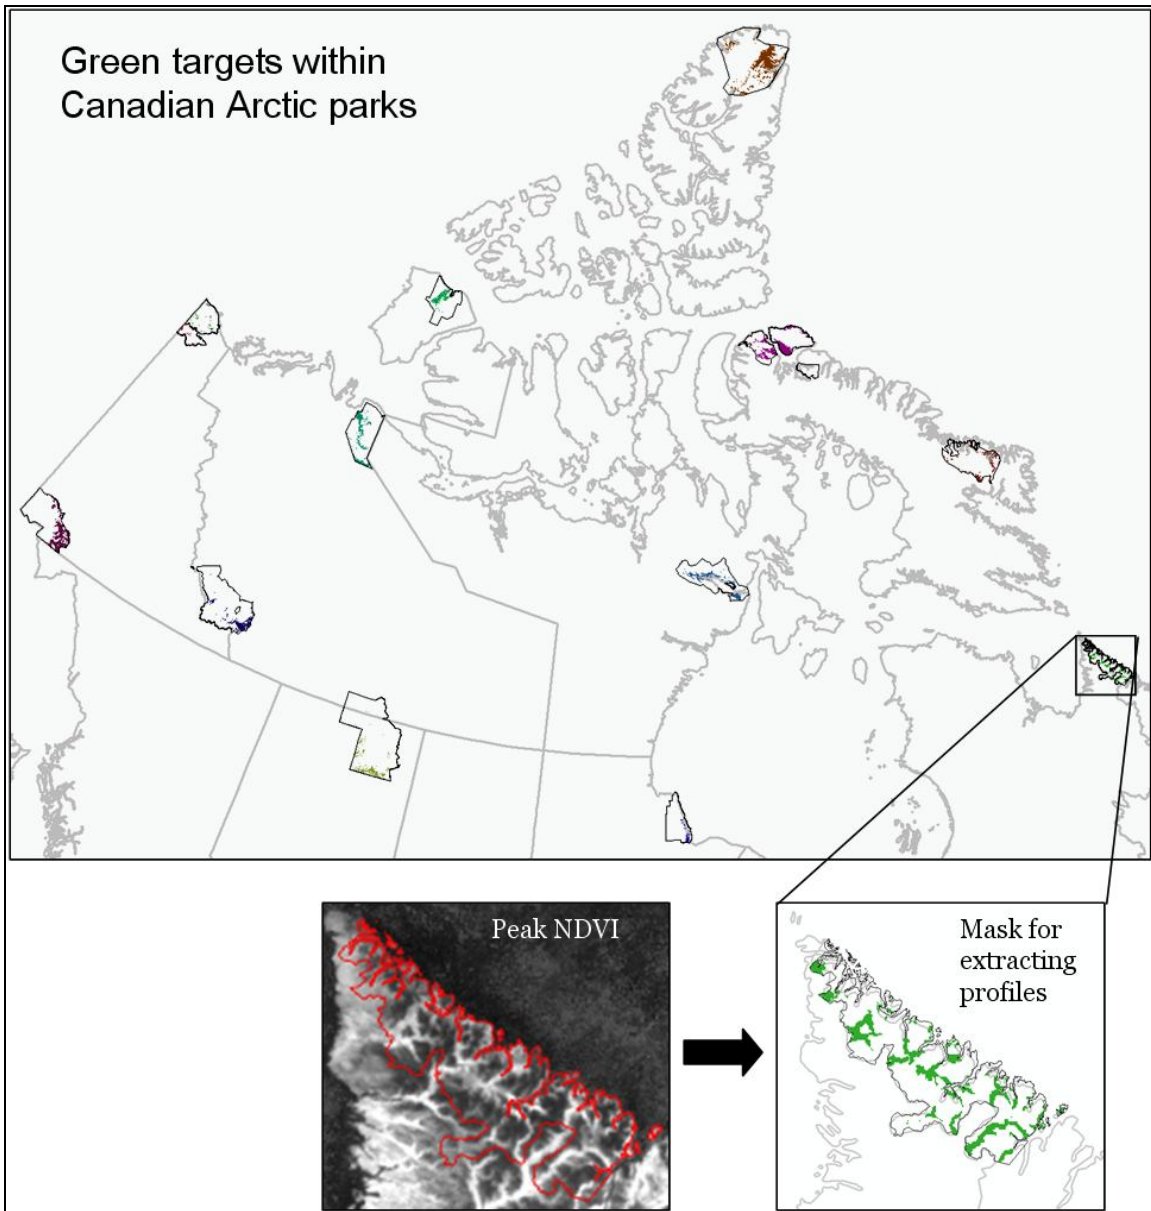 Green targets within
Canadian Arctic parks
Peak NDVI
Mask for
extracting
profiles